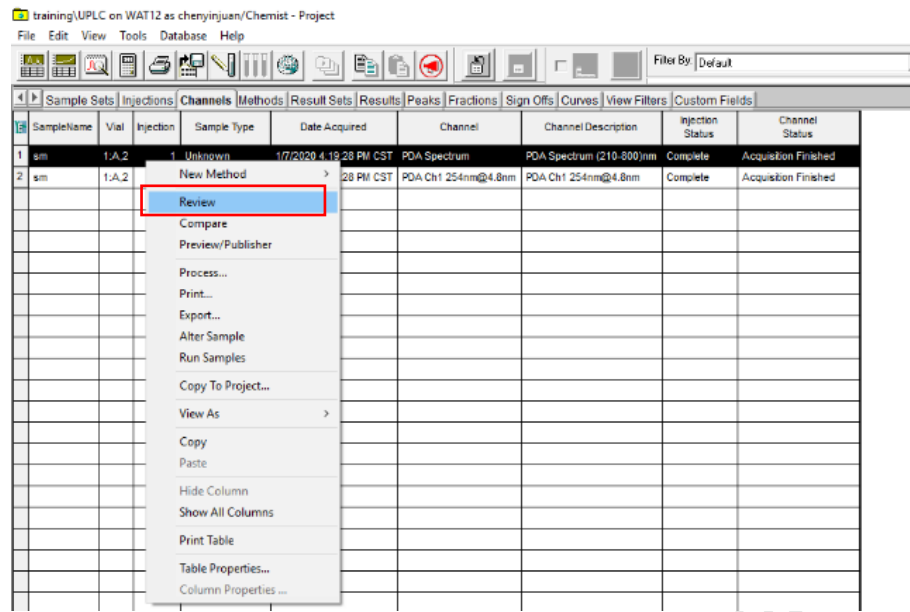 training\UPLC on WAT12 as chenyinjuan/Chemist - Project
File Edit View Tools Database Help
Filter By: Default
Sample Sets Injections Channels Methods Result Sets Results Peaks Fractions Sign Offs Curves View Filters Custom Fields
SampleName Vial Injection Sample Type Date Acquired Channel Channel Description Injection Status Channel Status
1 sm 1:A,2 1 Unknown 1/7/2020 4:19:28 PM CST PDA Spectrum PDA Spectrum (210-800)nm Complete Acquisition Finished
2 sm 1:A,2 :28 PM CST PDA Ch1 254nm@4.8nm PDA Ch1 254nm@4.8nm Complete Acquisition Finished
New Method
Review
Compare
Preview/Publisher
Process...
Print...
Export...
Alter Sample
Run Samples
Copy To Project...
View As
Copy
Paste
Hide Column
Show All Columns
Print Table
Table Properties...
Column Properties ...